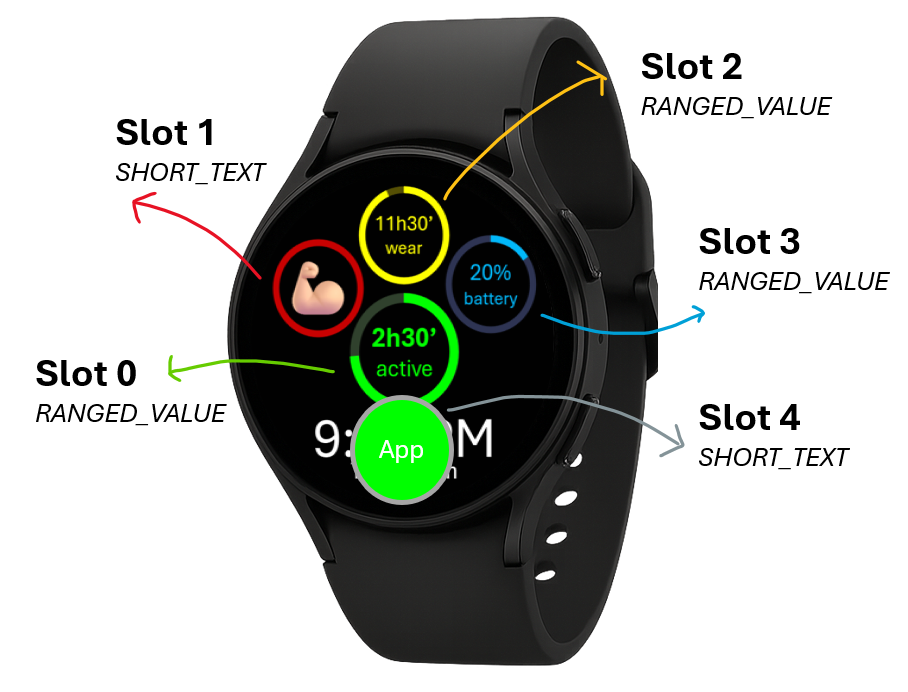 Slot 2
RANGED_VALUE
Slot 1
SHORT_TEXT
11h30’
wear
Slot 3
RANGED_VALUE
20%
battery
2h30’
active
Slot 0
RANGED_VALUE
Slot 4
SHORT_TEXT
9:
M
App